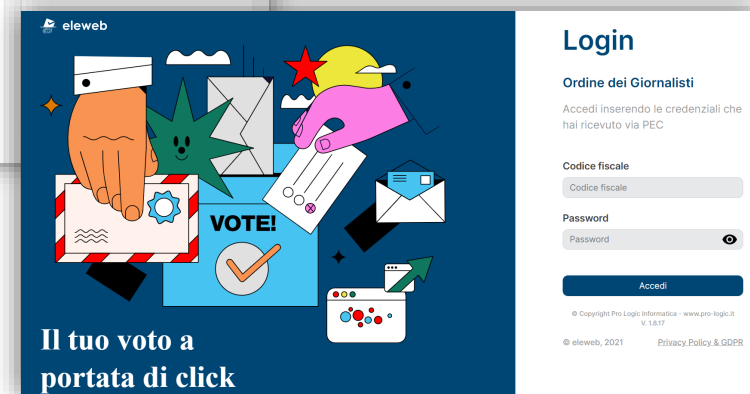 eleweb
VOTE!
Il tuo voto a
portata di click
Login
Ordine dei Giornalisti
Accedi inserendo le credenziali che
hai ricevuto via PEC
Codice fiscale
Codice fiscale
Password
Password
Accedi
© Copyright Pro Logic Informatica - www.pro-logic.it
V. 1.8.17
© eleweb, 2021 Privacy Policy & GDPR